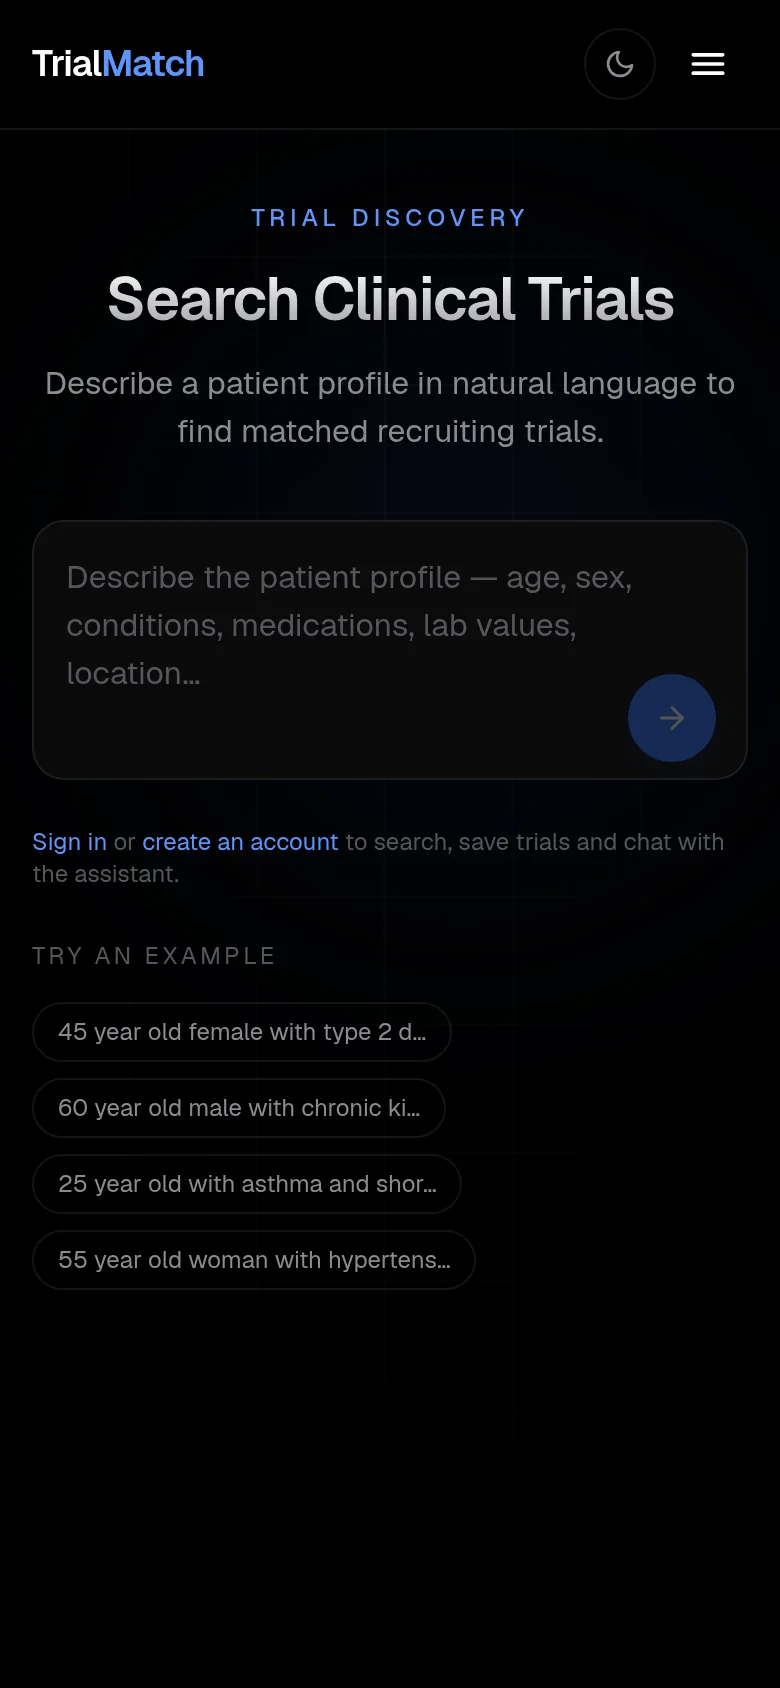 TrialMatch
TRIAL DISCOVERY
Search Clinical Trials
Describe a patient profile in natural language to
find matched recruiting trials.
Describe the patient profile — age, sex,
conditions, medications, lab values,
location…
Sign in or create an account to search, save trials and chat with
the assistant.
TRY AN EXAMPLE
45 year old female with type 2 d…
60 year old male with chronic ki…
25 year old with asthma and shor…
55 year old woman with hypertens…